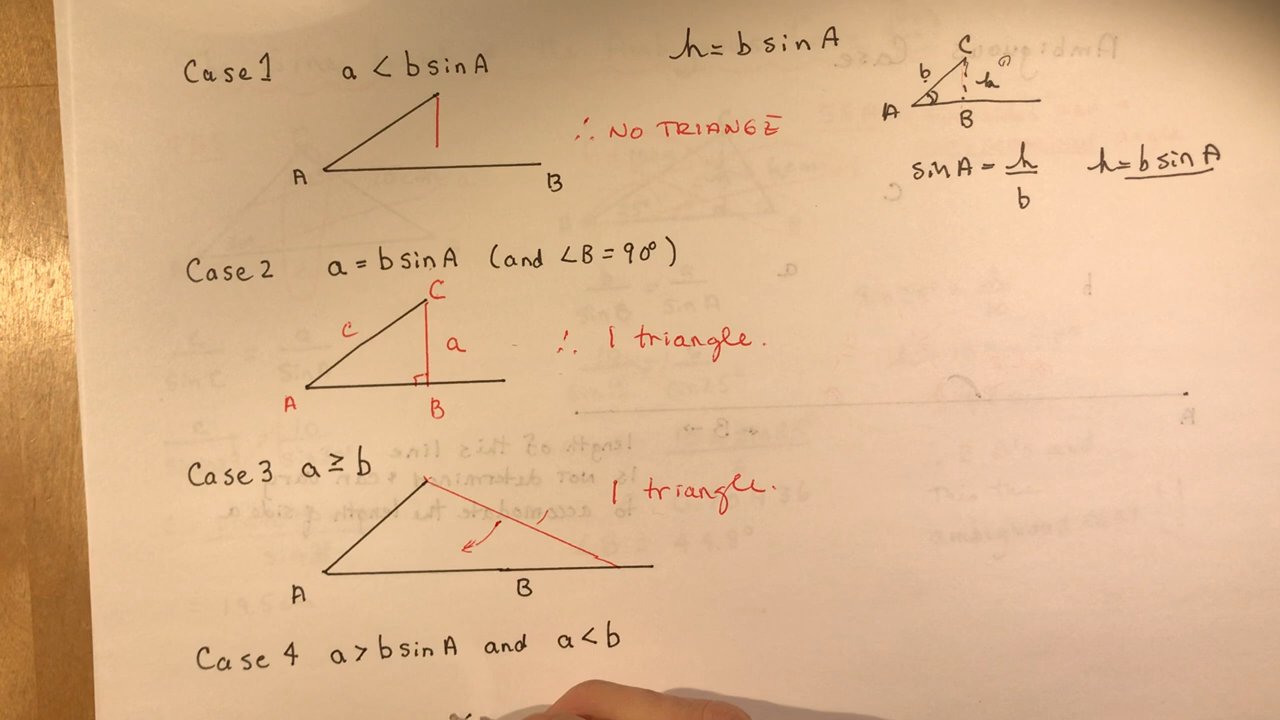 Case 1 a < b sin A
h = b sin A
C
b
h
A
B
sin A = h/b h = b sin A
A
B
∴ NO TRIANGE
Case 2 a = b sin A (and ∠B = 90°)
C
c
a
A
B
∴ 1 triangle.
Case 3 a ≥ b
1 triangle.
A
B
Case 4 a > b sin A and a < b